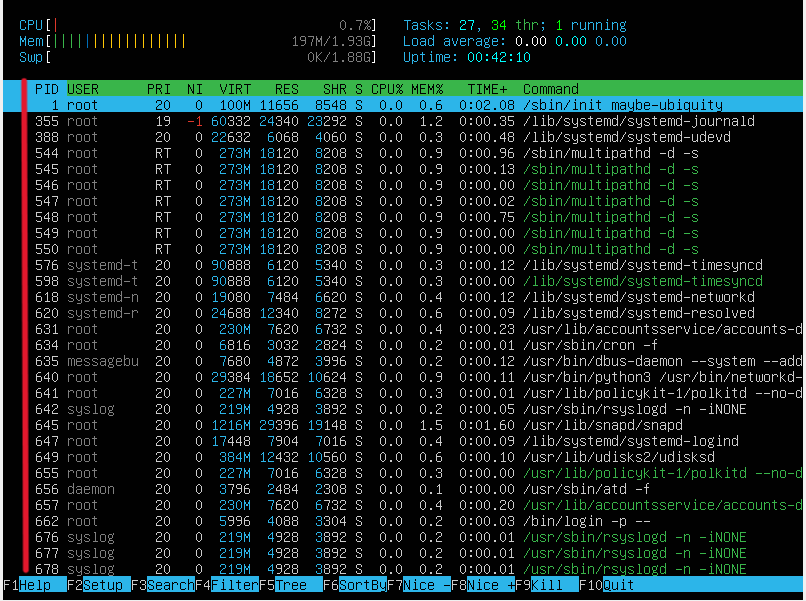 CPU[| 0.7%] Tasks: 27, 34 thr; 1 running
Mem[||||||||||||||||| 197M/1.93G] Load average: 0.00 0.00 0.00
Swp[ 0K/1.88G] Uptime: 00:42:10
PID USER PRI NI VIRT RES SHR S CPU% MEM% TIME+ Command
1 root 20 0 100M 11656 8548 S 0.0 0.6 0:02.08 /sbin/init maybe-ubiquity
355 root 19 -1 60332 24340 23292 S 0.0 1.2 0:00.35 /lib/systemd/systemd-journald
388 root 20 0 22632 6068 4060 S 0.0 0.3 0:00.48 /lib/systemd/systemd-udevd
544 root RT 0 273M 18120 8208 S 0.0 0.9 0:00.96 /sbin/multipathd -d -s
545 root RT 0 273M 18120 8208 S 0.0 0.9 0:00.13 /sbin/multipathd -d -s
546 root RT 0 273M 18120 8208 S 0.0 0.9 0:00.00 /sbin/multipathd -d -s
547 root RT 0 273M 18120 8208 S 0.0 0.9 0:00.02 /sbin/multipathd -d -s
548 root RT 0 273M 18120 8208 S 0.0 0.9 0:00.75 /sbin/multipathd -d -s
549 root RT 0 273M 18120 8208 S 0.0 0.9 0:00.00 /sbin/multipathd -d -s
550 root RT 0 273M 18120 8208 S 0.0 0.9 0:00.00 /sbin/multipathd -d -s
576 systemd-t 20 0 90888 6120 5340 S 0.0 0.3 0:00.12 /lib/systemd/systemd-timesyncd
598 systemd-t 20 0 90888 6120 5340 S 0.0 0.3 0:00.00 /lib/systemd/systemd-timesyncd
618 systemd-n 20 0 19080 7484 6620 S 0.0 0.4 0:00.12 /lib/systemd/systemd-networkd
620 systemd-r 20 0 24688 12340 8272 S 0.0 0.6 0:00.09 /lib/systemd/systemd-resolved
631 root 20 0 230M 7620 6732 S 0.0 0.4 0:00.23 /usr/lib/accountsservice/accounts-d
634 root 20 0 6816 3032 2824 S 0.0 0.2 0:00.01 /usr/sbin/cron -f
635 messagebu 20 0 7680 4872 3996 S 0.0 0.2 0:00.12 /usr/bin/dbus-daemon --system --add
640 root 20 0 29384 18652 10624 S 0.0 0.9 0:00.11 /usr/bin/python3 /usr/bin/networkd-
641 root 20 0 227M 7016 6328 S 0.0 0.3 0:00.01 /usr/lib/policykit-1/polkitd --no-d
642 syslog 20 0 219M 4928 3892 S 0.0 0.2 0:00.05 /usr/sbin/rsyslogd -n -iNONE
645 root 20 0 1216M 29396 19148 S 0.0 1.5 0:01.60 /usr/lib/snapd/snapd
647 root 20 0 17448 7904 7016 S 0.0 0.4 0:00.09 /lib/systemd/systemd-logind
649 root 20 0 384M 12432 10560 S 0.0 0.6 0:00.10 /usr/lib/udisks2/udisksd
655 root 20 0 227M 7016 6328 S 0.0 0.3 0:00.00 /usr/lib/policykit-1/polkitd --no-d
656 daemon 20 0 3796 2484 2308 S 0.0 0.1 0:00.00 /usr/sbin/atd -f
657 root 20 0 230M 7620 6732 S 0.0 0.4 0:00.20 /usr/lib/accountsservice/accounts-d
662 root 20 0 5996 4088 3304 S 0.0 0.2 0:00.03 /bin/login -p --
676 syslog 20 0 219M 4928 3892 S 0.0 0.2 0:00.01 /usr/sbin/rsyslogd -n -iNONE
677 syslog 20 0 219M 4928 3892 S 0.0 0.2 0:00.00 /usr/sbin/rsyslogd -n -iNONE
678 syslog 20 0 219M 4928 3892 S 0.0 0.2 0:00.01 /usr/sbin/rsyslogd -n -iNONE
F1Help F2Setup F3SearchF4FilterF5Tree F6SortByF7Nice -F8Nice +F9Kill F10Quit